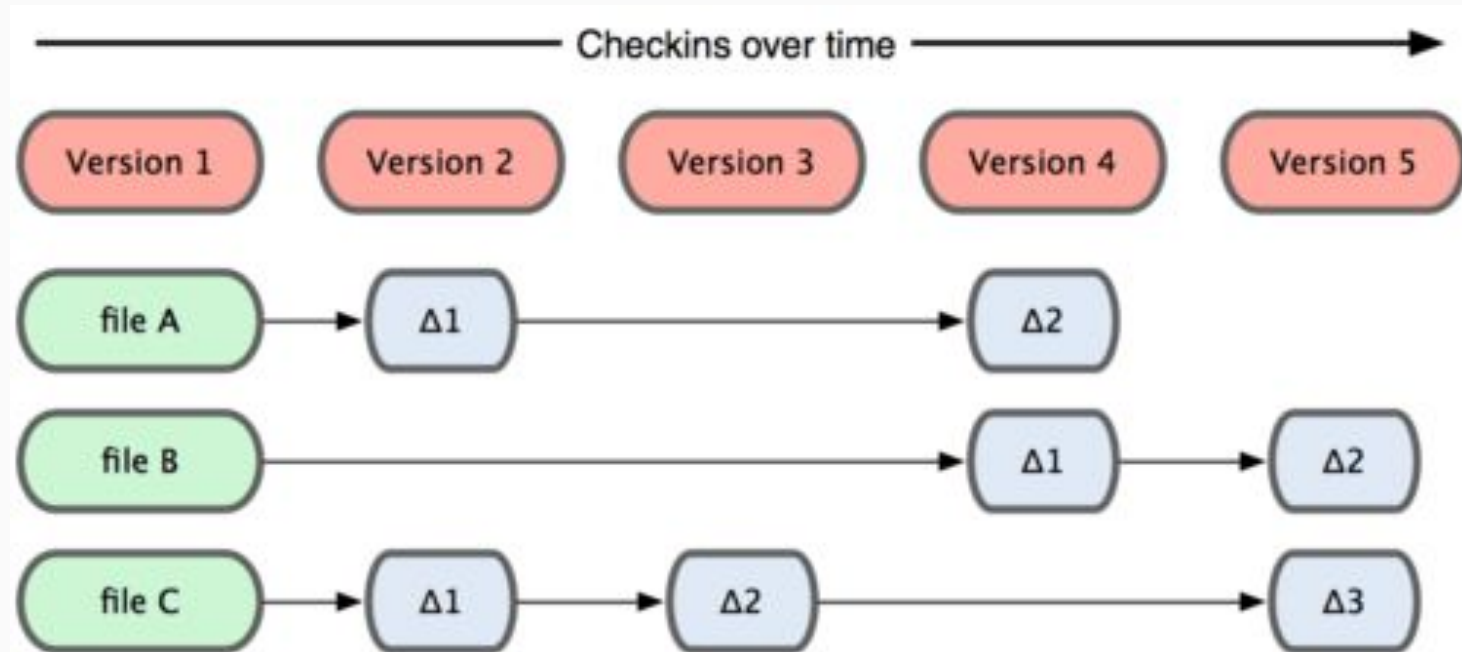 Checkins over time
Version 1 Version 2 Version 3 Version 4 Version 5
file A Δ1 Δ2
file B Δ1 Δ2
file C Δ1 Δ2 Δ3